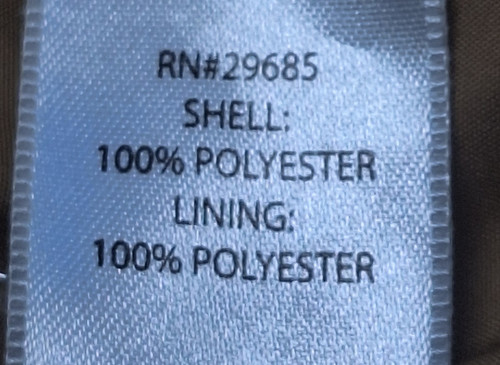 RN#29685
SHELL:
100% POLYESTER
LINING:
100% POLYESTER